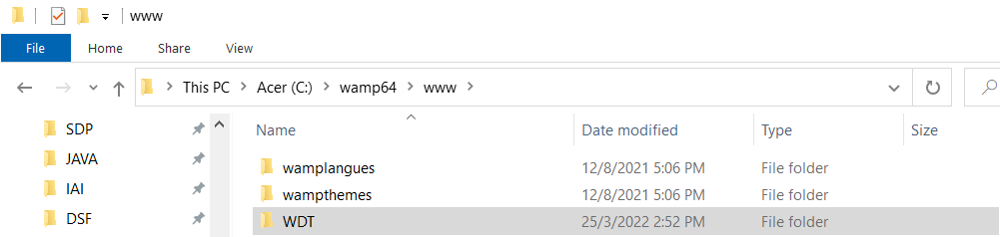 www
File Home Share View
This PC Acer (C:) wamp64 www
Name Date modified Type Size
SDP
JAVA
IAI
DSF
wamplangues 12/8/2021 5:06 PM File folder
wampthemes 12/8/2021 5:06 PM File folder
WDT 25/3/2022 2:52 PM File folder